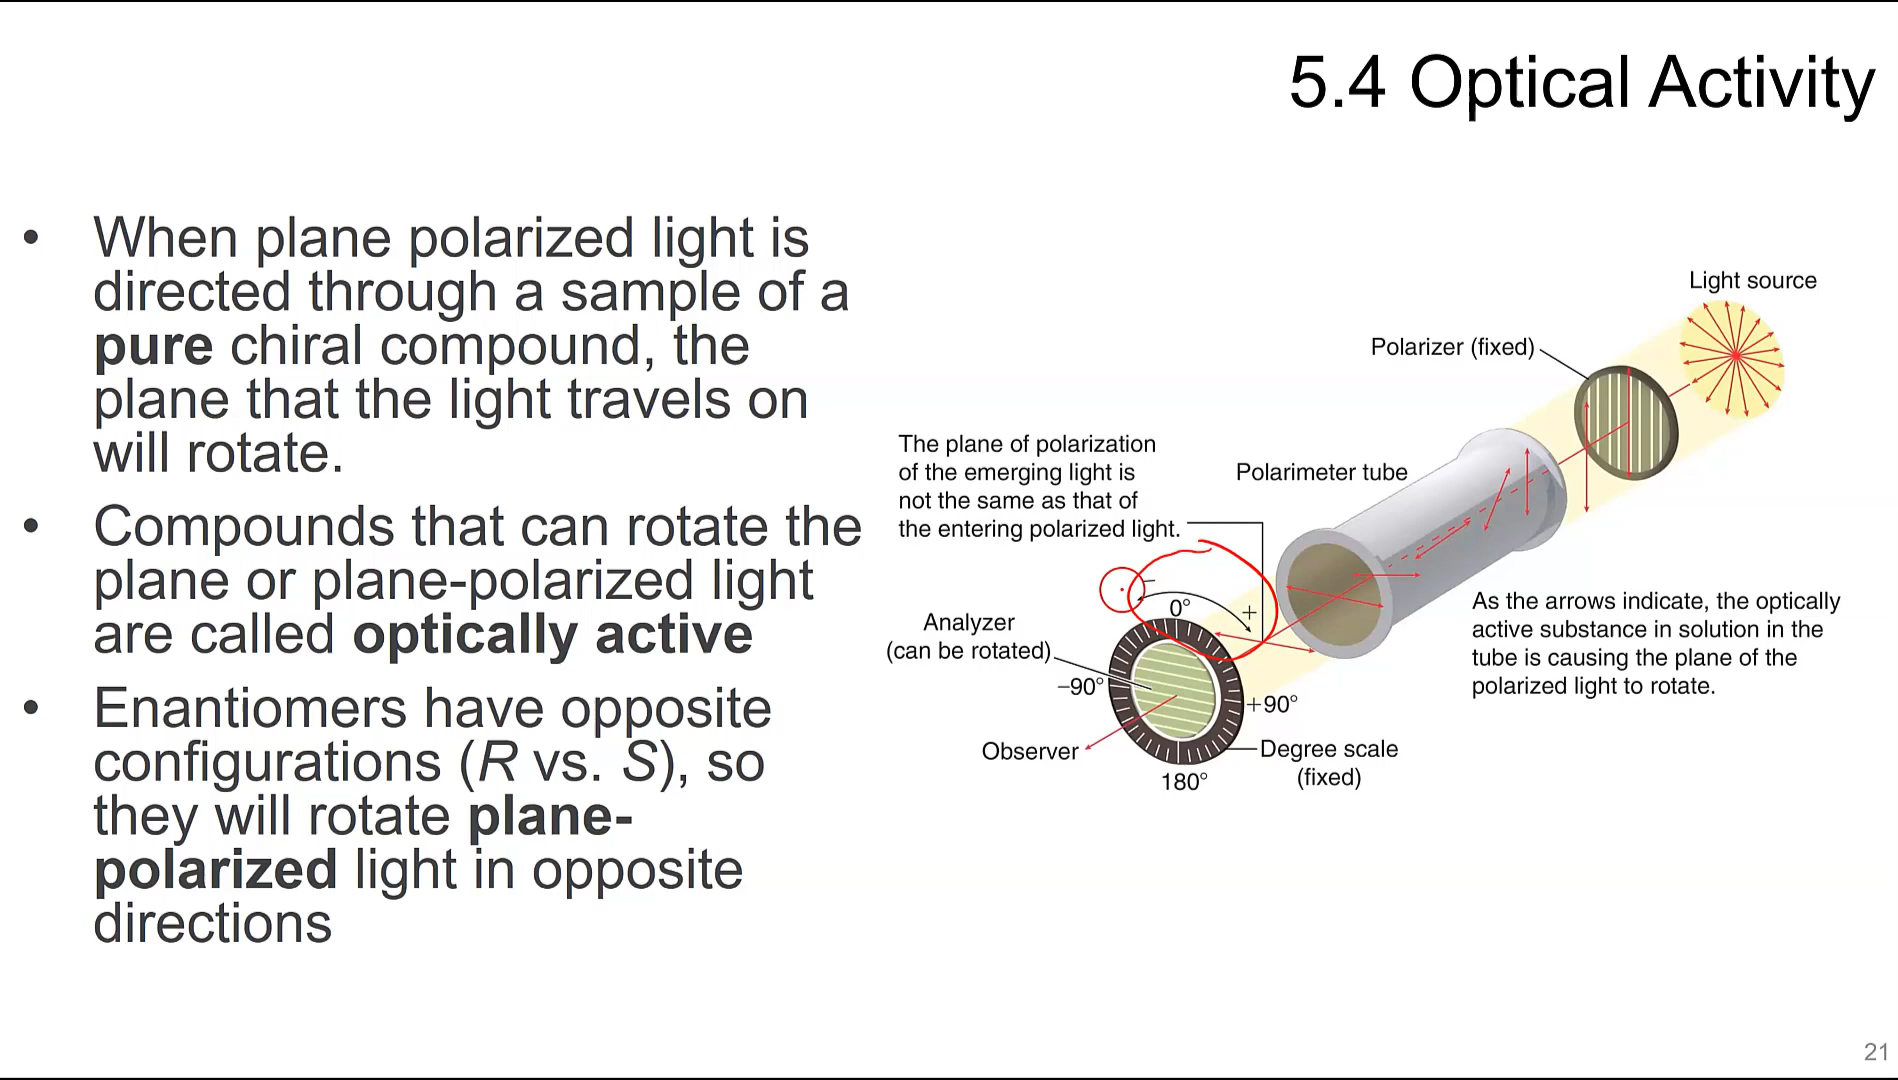 5.4 Optical Activity
• When plane polarized light is
directed through a sample of a
pure chiral compound, the
plane that the light travels on
will rotate.
• Compounds that can rotate the
plane or plane-polarized light
are called optically active
• Enantiomers have opposite
configurations (R vs. S), so
they will rotate plane-
polarized light in opposite
directions
Light source
Polarizer (fixed)
The plane of polarization
of the emerging light is
not the same as that of
the entering polarized light.
Polarimeter tube
As the arrows indicate, the optically
active substance in solution in the
tube is causing the plane of the
polarized light to rotate.
–
0°
+
Analyzer
(can be rotated)
–90°
+90°
Observer
Degree scale
(fixed)
180°
21